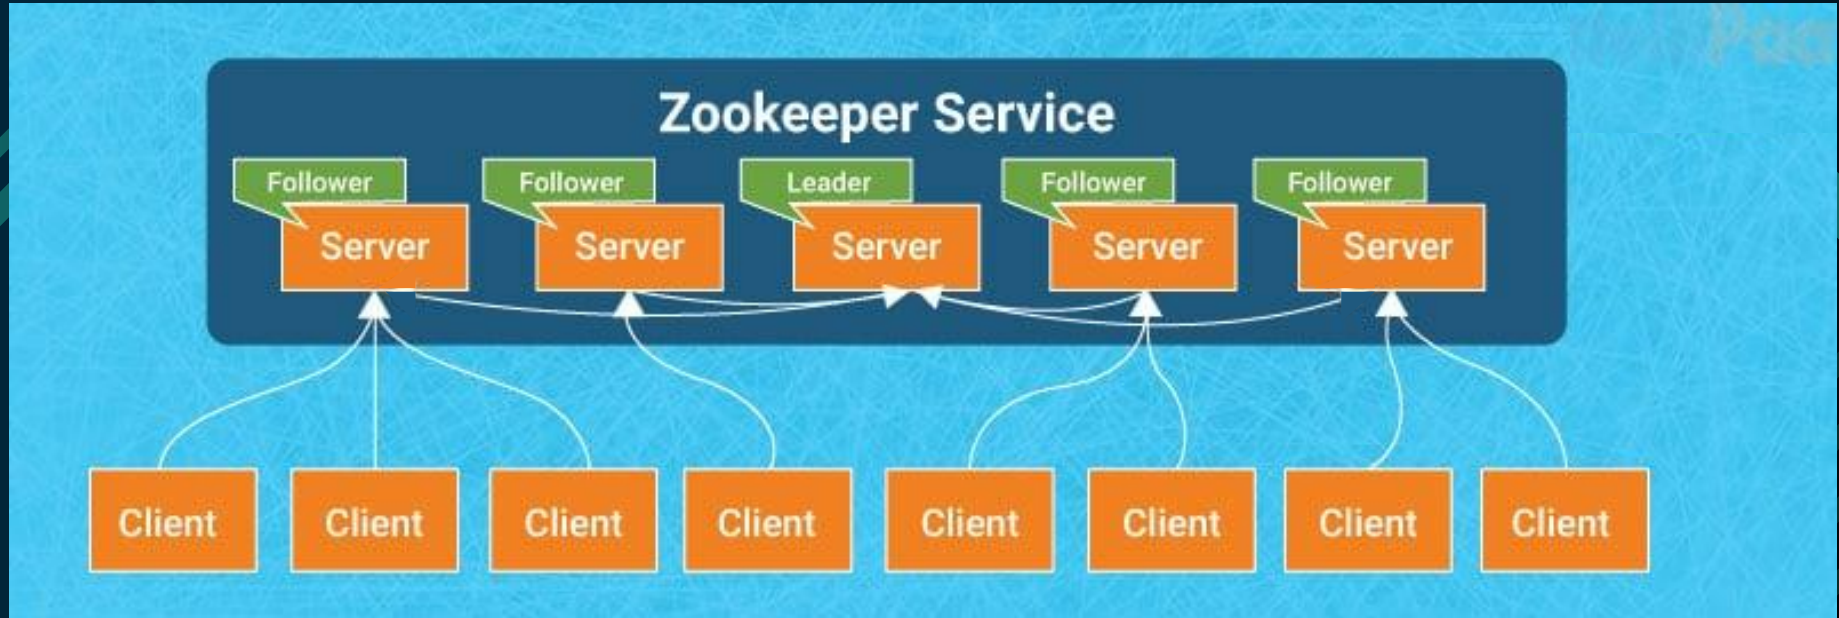 Zookeeper Service
Follower
Follower
Leader
Follower
Follower
Server
Server
Server
Server
Server
Client
Client
Client
Client
Client
Client
Client
Client